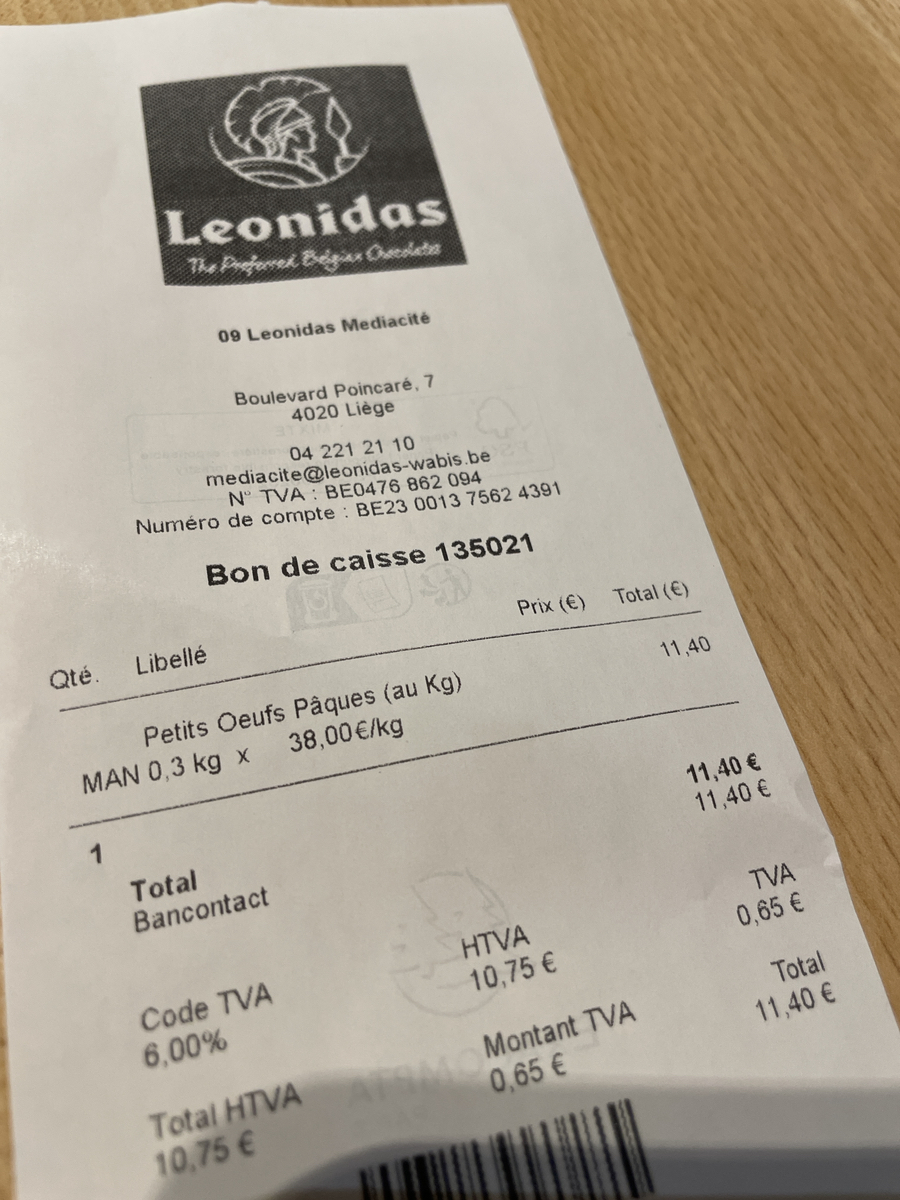 Leonidas
The Preferred Belgian Chocolates
09 Leonidas Mediacité
Boulevard Poincaré, 7
4020 Liège
04 221 21 10
mediacite@leonidas-wabis.be
N° TVA : BE0476 862 094
Numéro de compte : BE23 0013 7562 4391
Bon de caisse 135021
Qté. Libellé Prix (€) Total (€)
Petits Oeufs Pâques (au Kg) 11,40
MAN 0,3 kg x 38,00€/kg
1 Total 11,40 €
Bancontact 11,40 €
Code TVA HTVA TVA
6,00% 10,75 € 0,65 €
Total HTVA Montant TVA Total
10,75 € 0,65 € 11,40 €